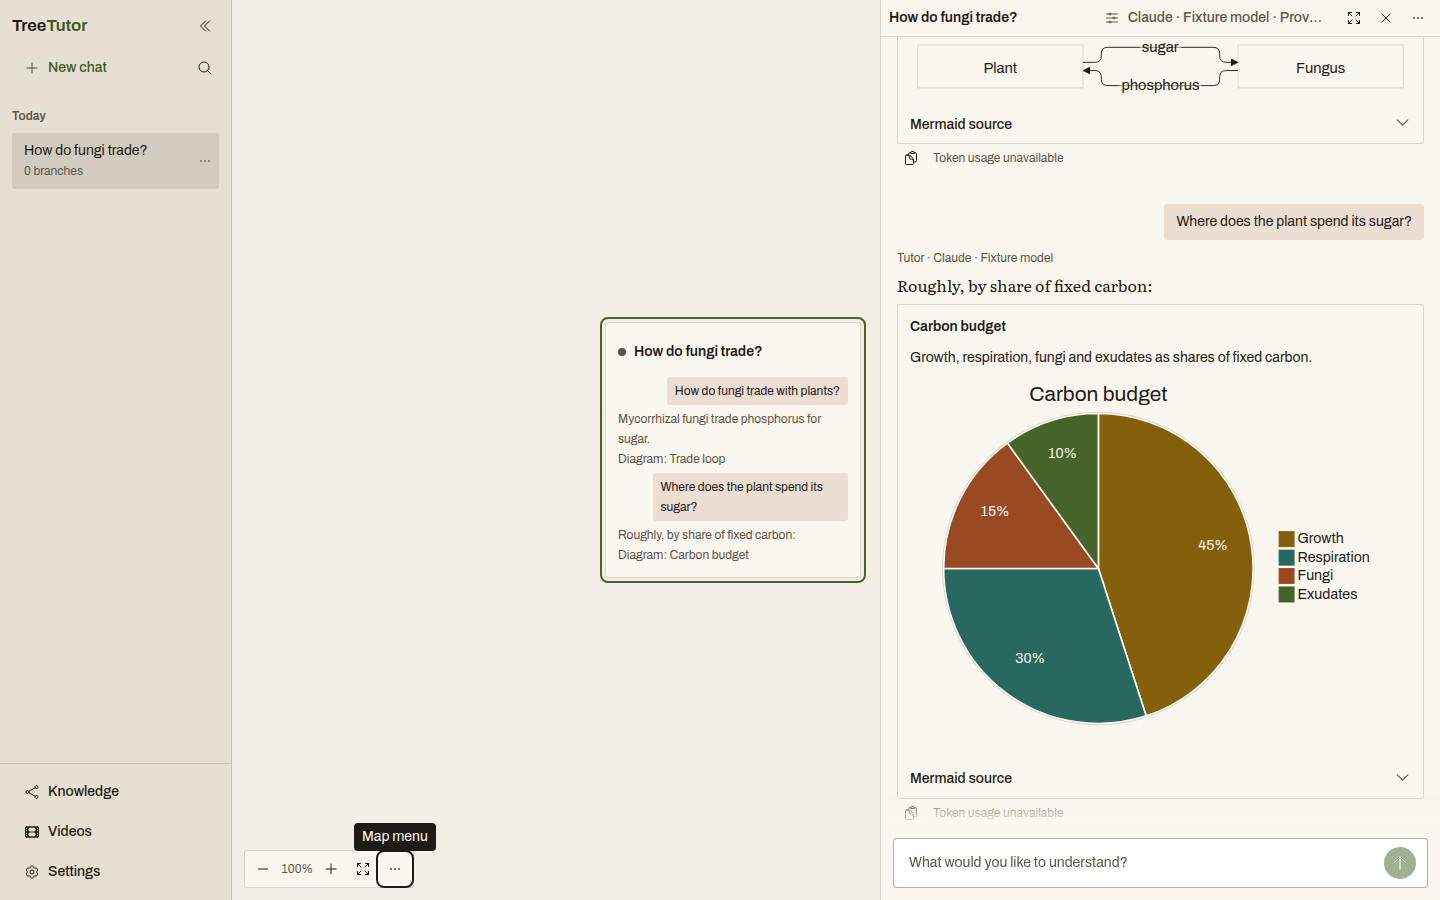 TreeTutor
New chat
Today
How do fungi trade?
0 branches
Knowledge
Videos
Settings
How do fungi trade?
How do fungi trade with plants?
Mycorrhizal fungi trade phosphorus for
sugar.
Diagram: Trade loop
Where does the plant spend its
sugar?
Roughly, by share of fixed carbon:
Diagram: Carbon budget
Map menu
100%
How do fungi trade?
Claude · Fixture model · Prov...
sugar
Plant
Fungus
phosphorus
Mermaid source
Token usage unavailable
Where does the plant spend its sugar?
Tutor · Claude · Fixture model
Roughly, by share of fixed carbon:
Carbon budget
Growth, respiration, fungi and exudates as shares of fixed carbon.
Carbon budget
10%
15%
45%
30%
Growth
Respiration
Fungi
Exudates
Mermaid source
Token usage unavailable
What would you like to understand?